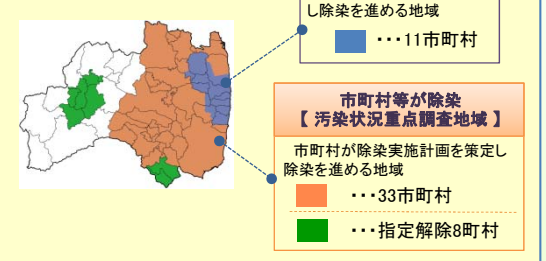 し除染を進める地域
・・・11市町村
市町村等が除染
【 汚染状況重点調査地域 】
市町村が除染実施計画を策定し
除染を進める地域
・・・33市町村
・・・指定解除8町村